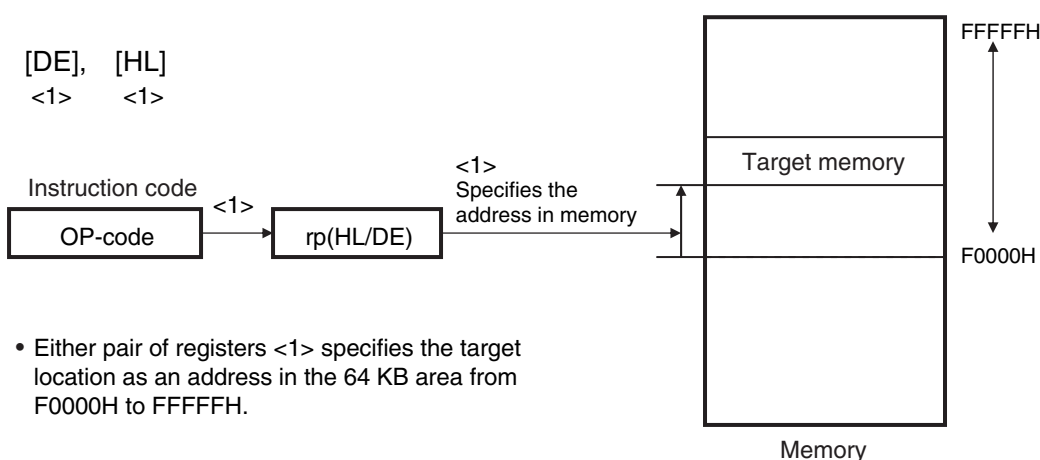 [DE], [HL]
<1> <1>
Instruction code
OP-code
<1>
rp(HL/DE)
<1>
Specifies the
address in memory
Target memory
FFFFFH
F0000H
Memory
• Either pair of registers <1> specifies the target
location as an address in the 64 KB area from
F0000H to FFFFFH.